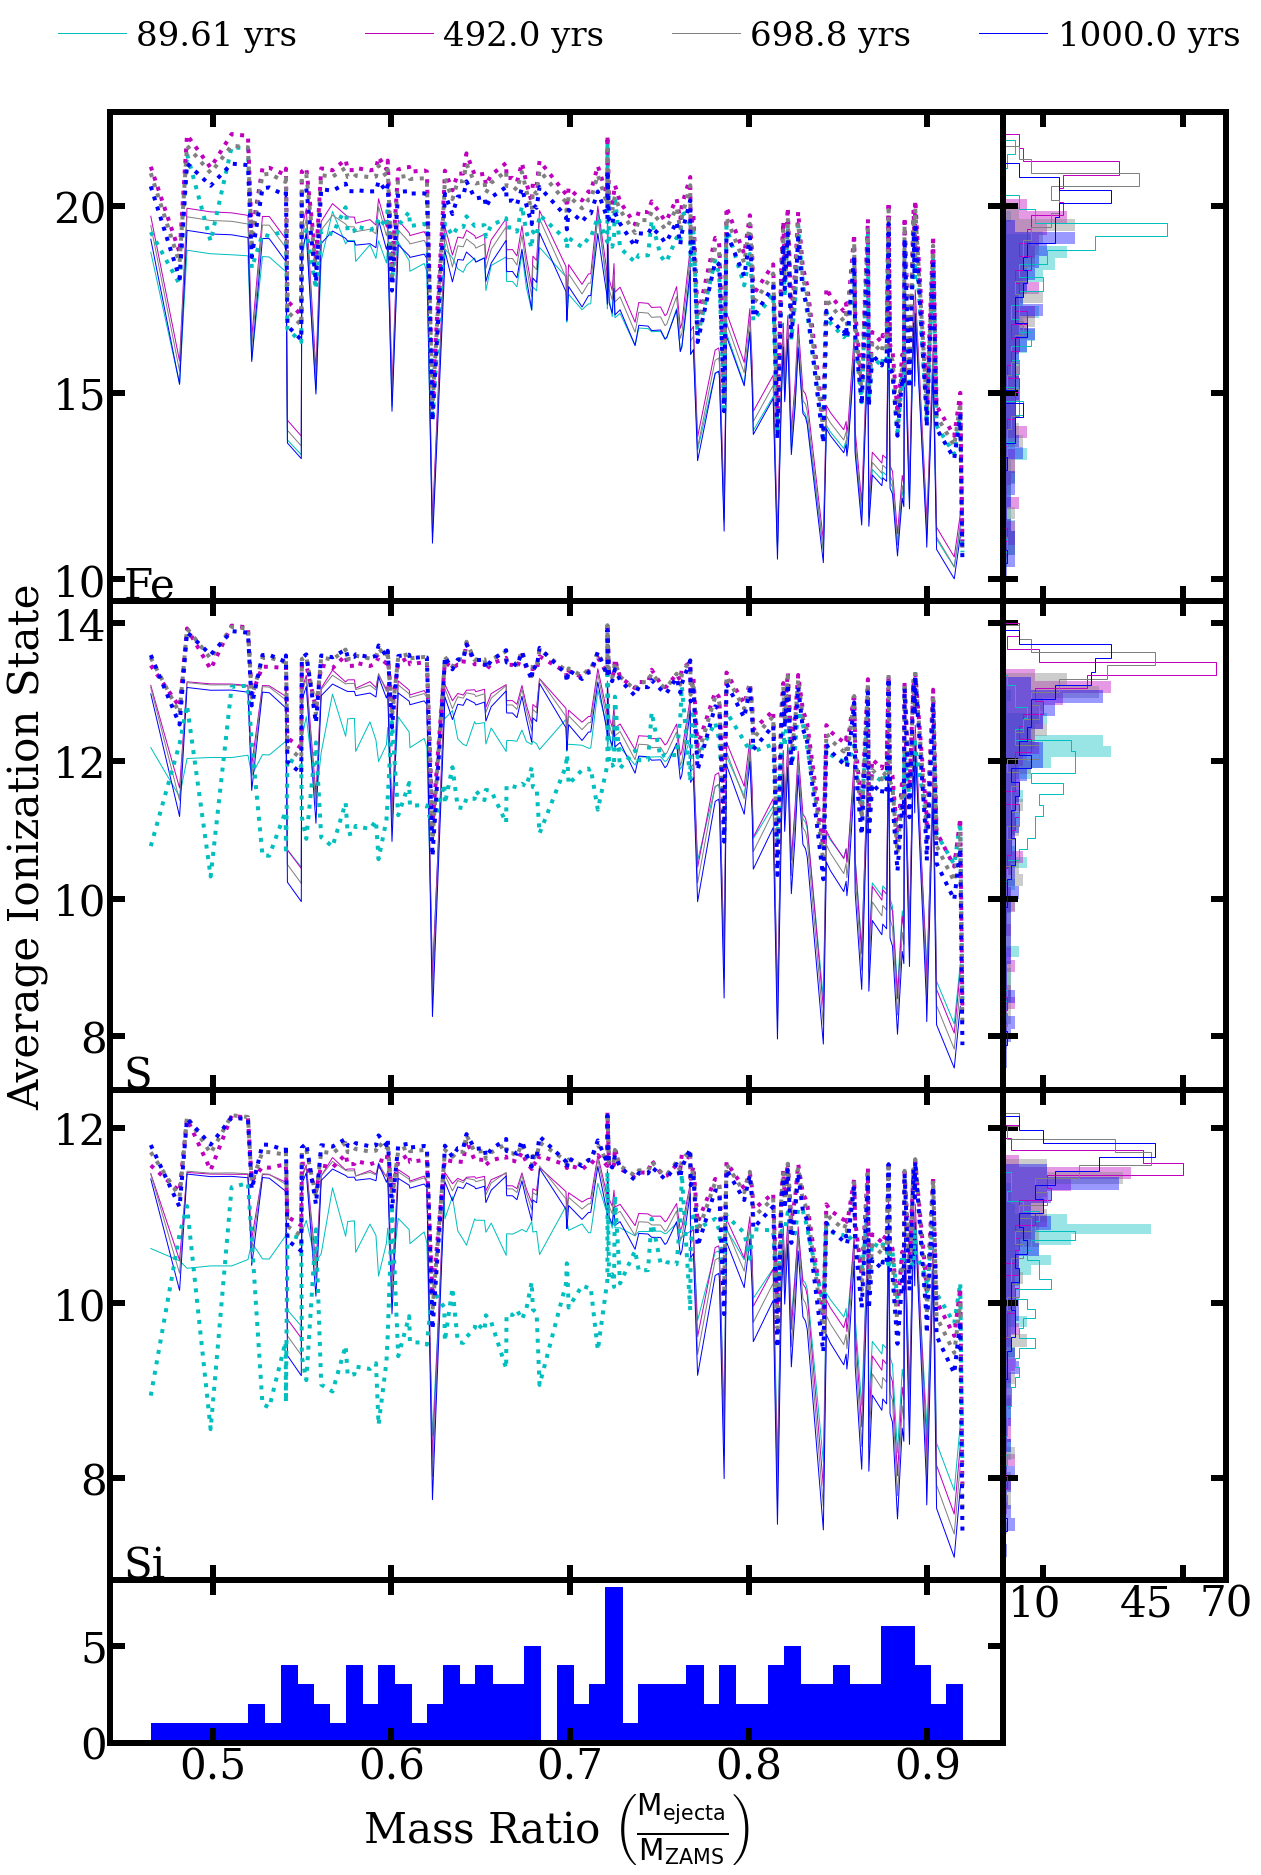 89.61 yrs 492.0 yrs 698.8 yrs 1000.0 yrs
20
15
10
Fe
14
12
10
8
S
12
10
8
Si
10 45 70
5
0
0.5 0.6 0.7 0.8 0.9
Average Ionization State
Mass Ratio (M_ejecta / M_ZAMS)